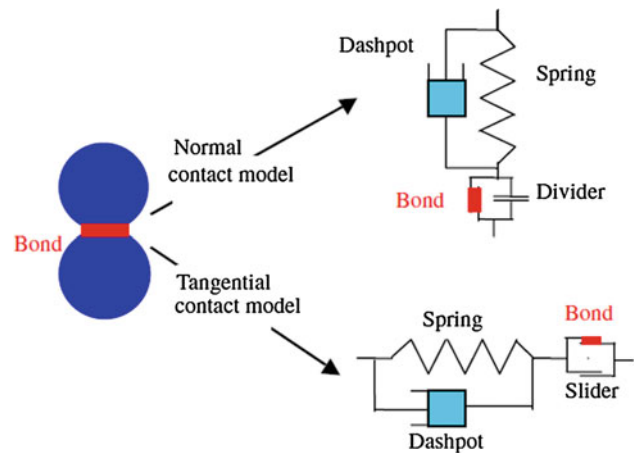 Dashpot
Spring
Normal
contact model
Bond
Divider
Bond
Tangential
contact model
Spring
Bond
Slider
Dashpot